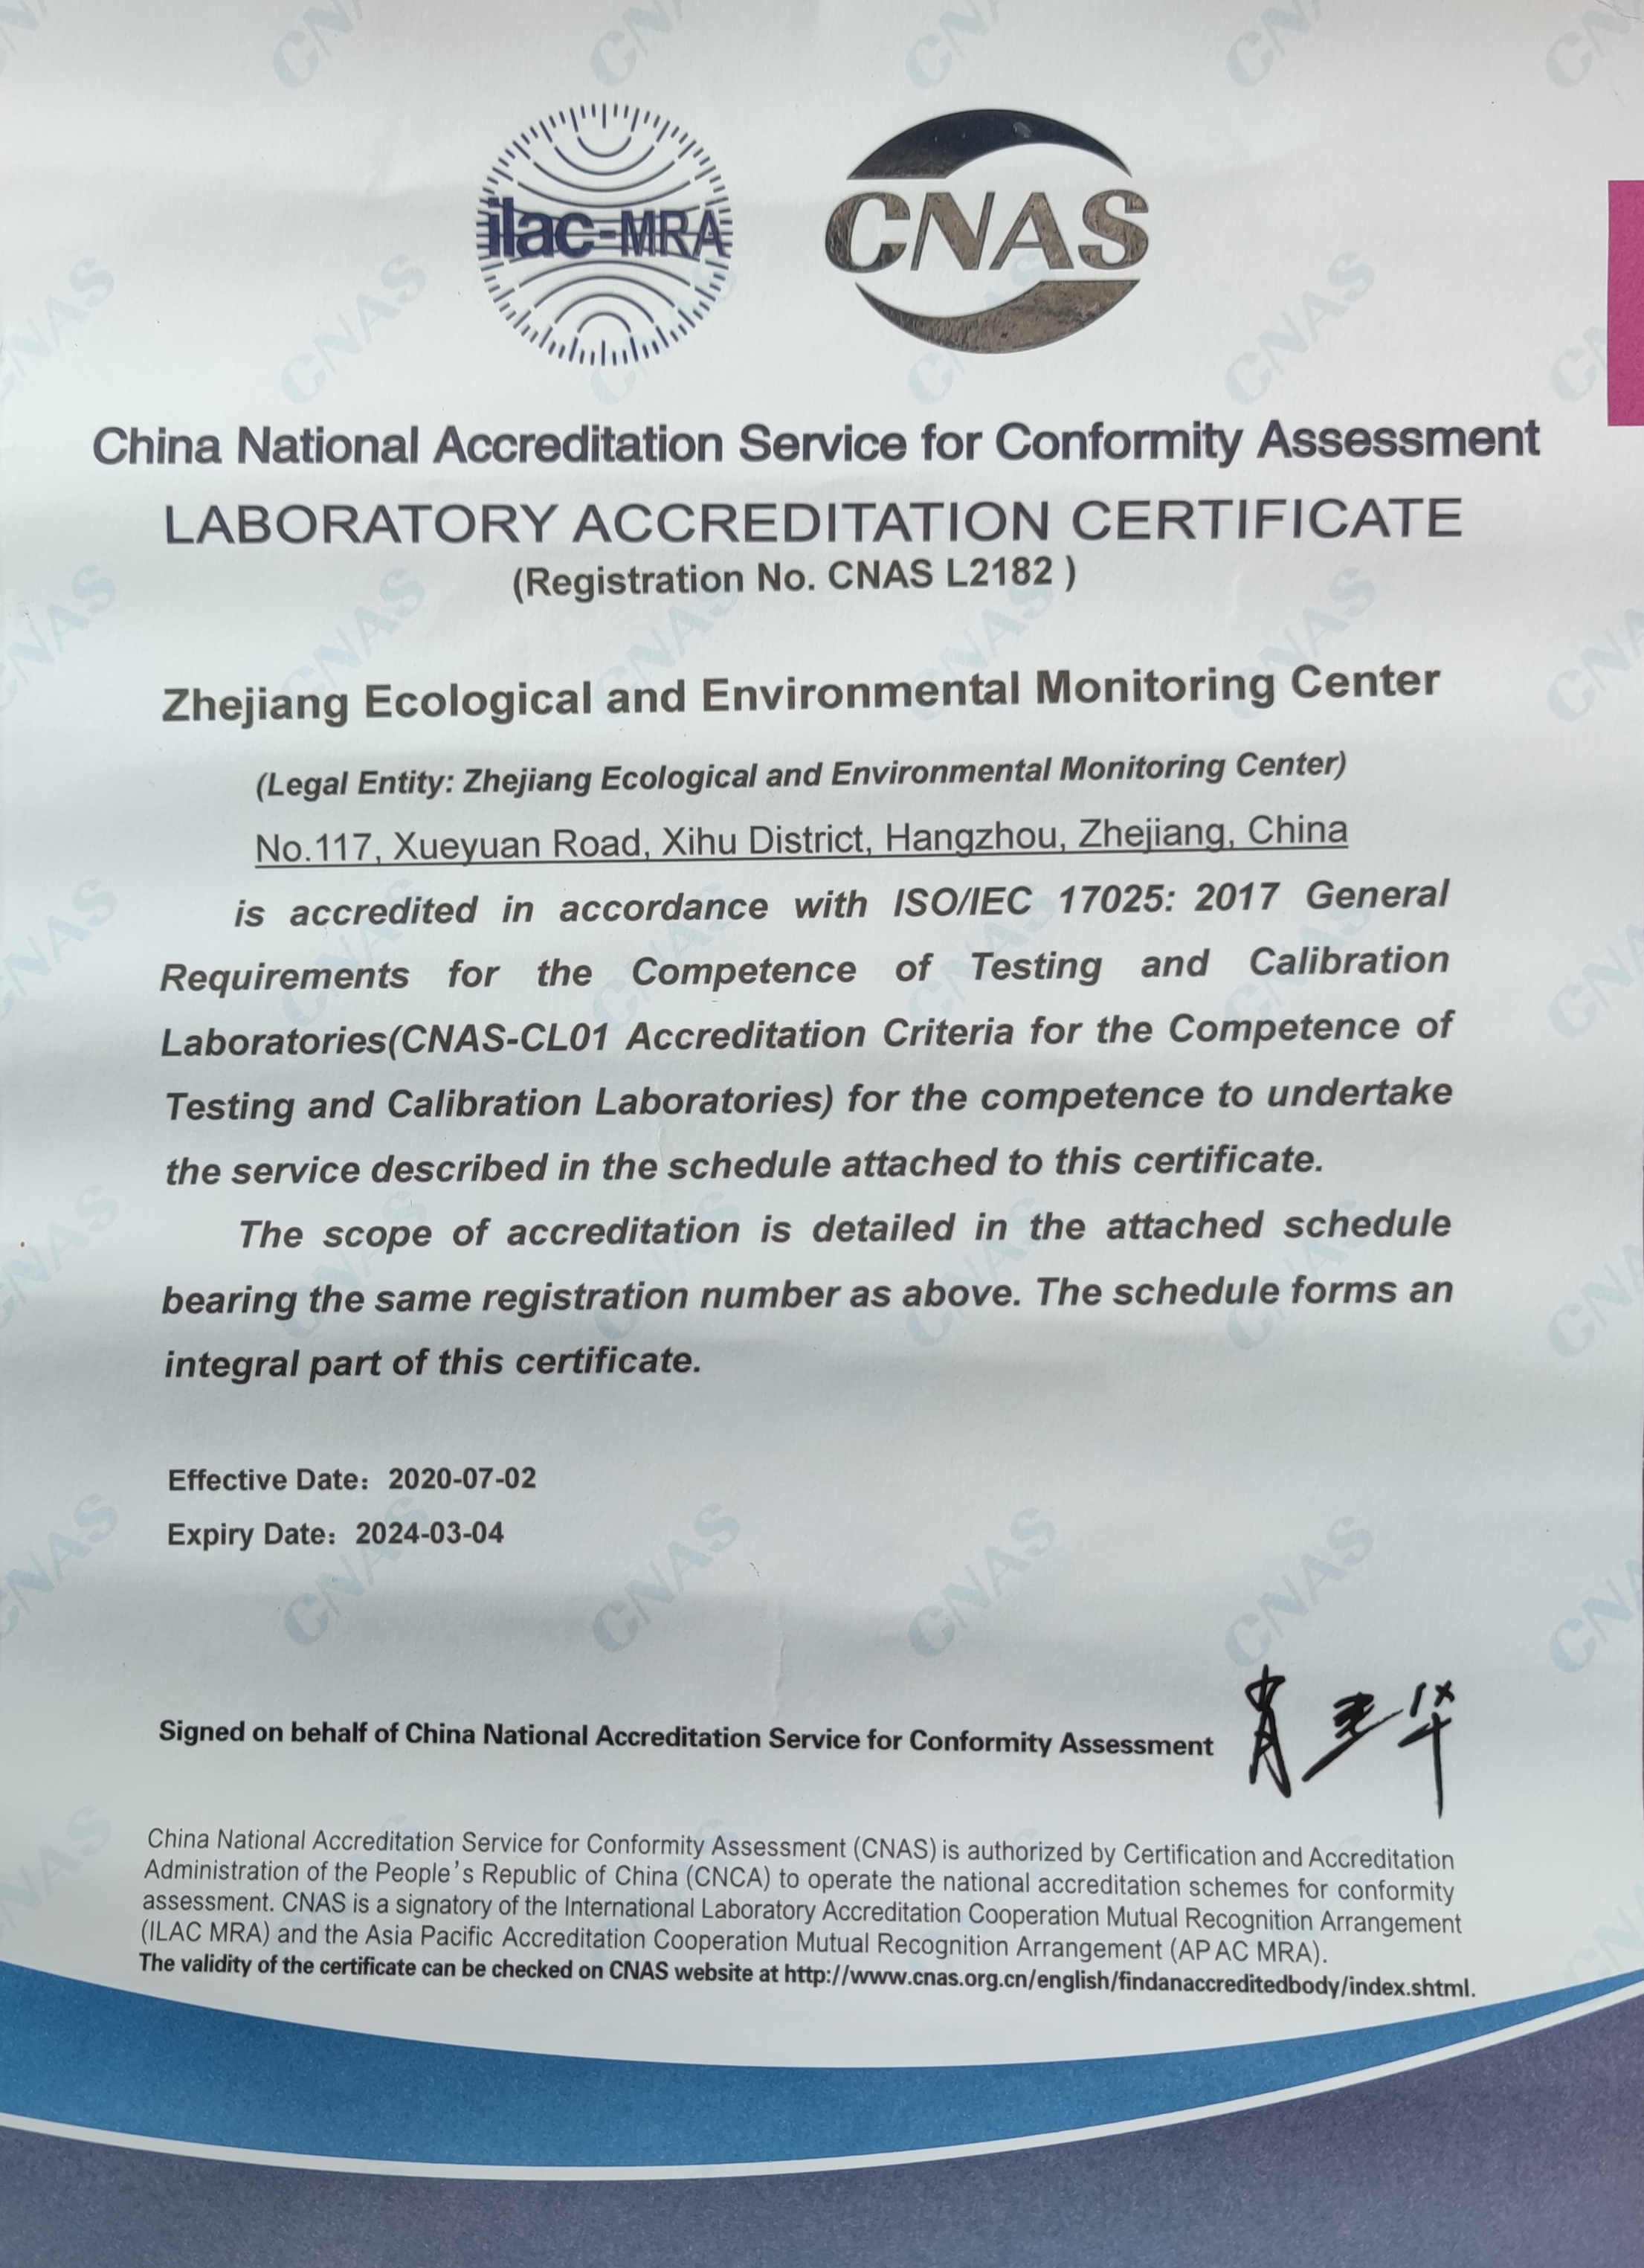 ilac-MRA
CNAS
China National Accreditation Service for Conformity Assessment
LABORATORY ACCREDITATION CERTIFICATE
(Registration No. CNAS L2182 )
Zhejiang Ecological and Environmental Monitoring Center
(Legal Entity: Zhejiang Ecological and Environmental Monitoring Center)
No.117, Xueyuan Road, Xihu District, Hangzhou, Zhejiang, China
is accredited in accordance with ISO/IEC 17025: 2017 General
Requirements for the Competence of Testing and Calibration
Laboratories(CNAS-CL01 Accreditation Criteria for the Competence of
Testing and Calibration Laboratories) for the competence to undertake
the service described in the schedule attached to this certificate.
The scope of accreditation is detailed in the attached schedule
bearing the same registration number as above. The schedule forms an
integral part of this certificate.
Effective Date: 2020-07-02
Expiry Date: 2024-03-04
Signed on behalf of China National Accreditation Service for Conformity Assessment
China National Accreditation Service for Conformity Assessment (CNAS) is authorized by Certification and Accreditation
Administration of the People's Republic of China (CNCA) to operate the national accreditation schemes for conformity
assessment. CNAS is a signatory of the International Laboratory Accreditation Cooperation Mutual Recognition Arrangement
(ILAC MRA) and the Asia Pacific Accreditation Cooperation Mutual Recognition Arrangement (APAC MRA).
The validity of the certificate can be checked on CNAS website at http://www.cnas.org.cn/english/findanaccreditedbody/index.shtml.